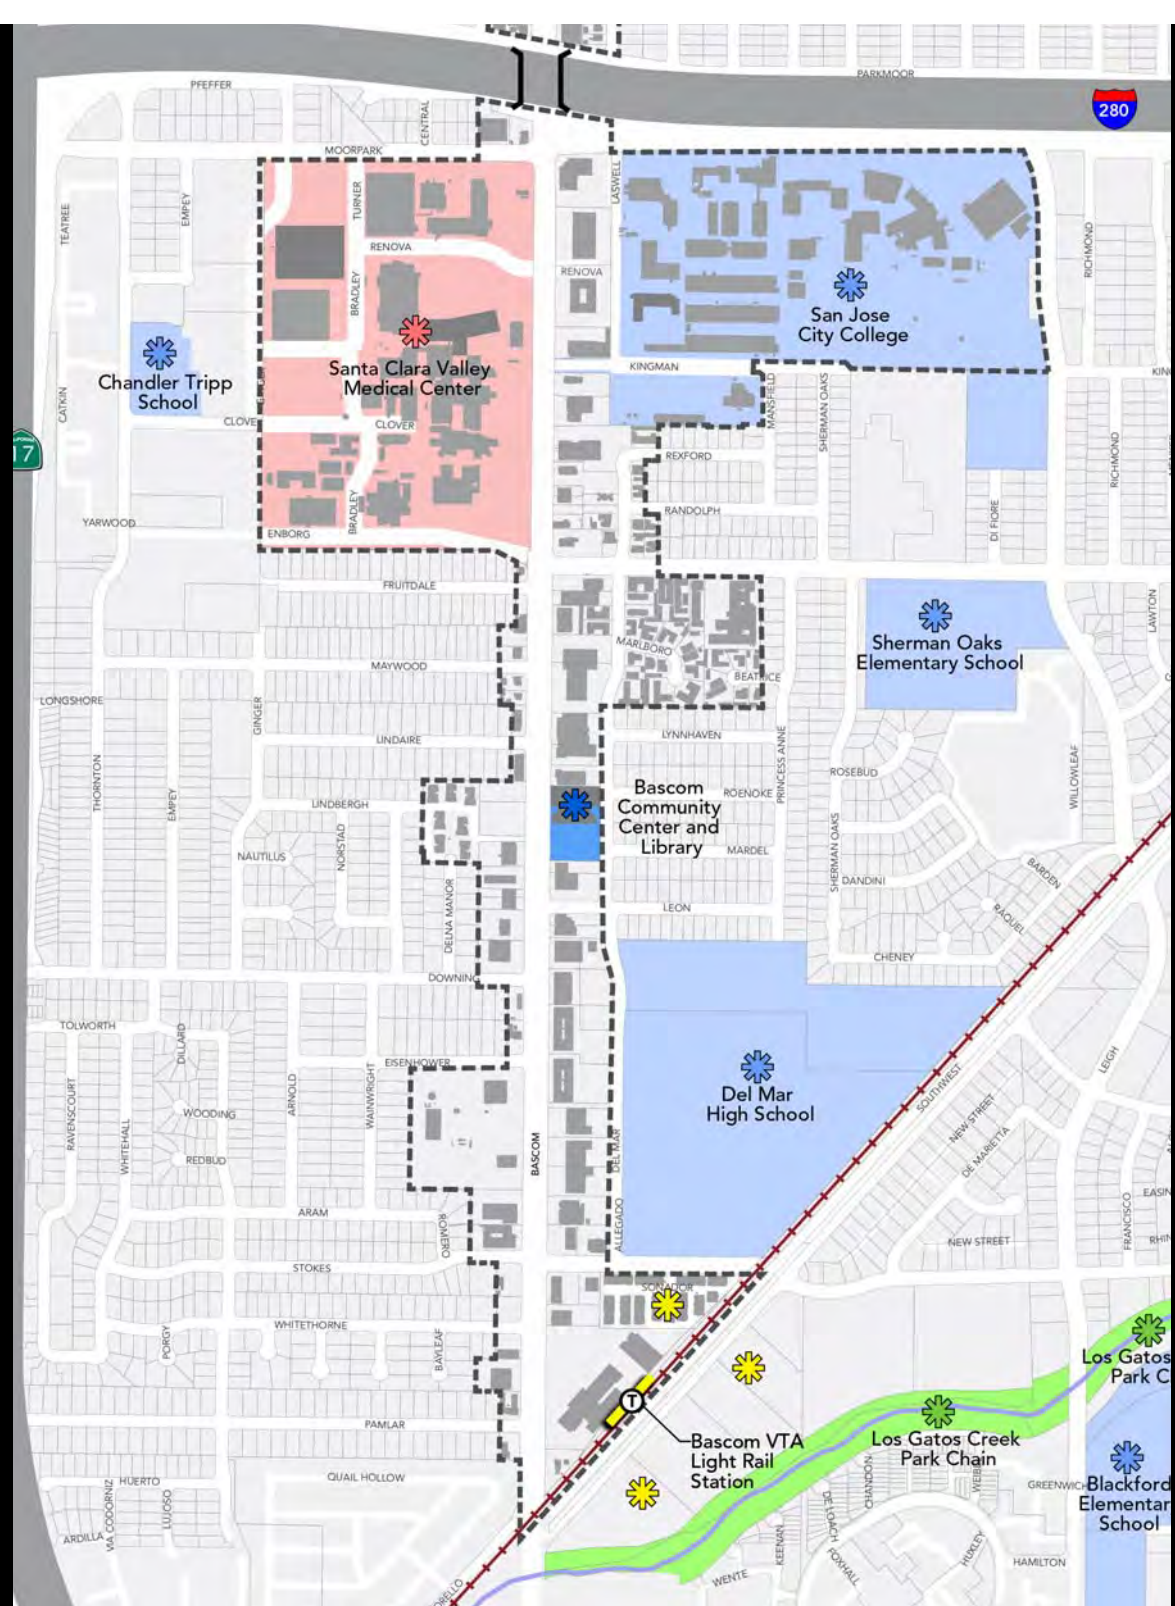 PARKMOOR
PFEFFER
280
CENTRAL
MOORPARK
LASWELL
TURNER
EMPEY
TEATREE
RICHMOND
RENOVA
RENOVA
BRADLEY
San Jose
City College
Santa Clara Valley
Medical Center
Chandler Tripp
School
KINGMAN
CATKIN
MANSFIELD
SHERMAN OAKS
CLOVE
CLOVER
17
REXFORD
RICHMOND
RANDOLPH
BRADLEY
YARWOOD
ENBORG
DI FIORE
FRUITDALE
LAWTON
MARLBORO
Sherman Oaks
Elementary School
MAYWOOD
BEATRICE
LONGSHORE
GINGER
LYNNHAVEN
LINDAIRE
PRINCESS ANNE
THORNTON
EMPEY
ROSEBUD
WILLOWLEAF
Bascom
Community
Center and
Library
ROENOKE
LINDBERGH
NORSTAD
MARDEL
SHERMAN OAKS
NAUTILUS
DANDINI
BARDEN
DELNA MANOR
LEON
RAQUEL
CHENEY
DOWNING
TOLWORTH
DILLARD
EISENHOWER
LEIGH
RAVENSCOURT
ARNOLD
WAINWRIGHT
SOUTHWEST
Del Mar
High School
WOODING
NEW STREET
WHITEHALL
REDBUD
BASCOM
DEL MAR
DE MARIETTA
ARAM
ROMERO
ALLEGADO
FRANCISCO
EASIN
NEW STREET
RHIN
STOKES
SONADOR
WHITETHORNE
PORGY
BAYLEAF
Los Gatos
Park C
T
PAMLAR
Bascom VTA
Light Rail
Station
Los Gatos Creek
Park Chain
QUAIL HOLLOW
HUERTO
VIA CODORNIZ
LUJOSO
CHANDON
GREENWICH
Blackford
Elementar
School
ARDILLA
DE LOACH
KEENAN
FOXHALL
HUXLEY
HAMILTON
WENTE